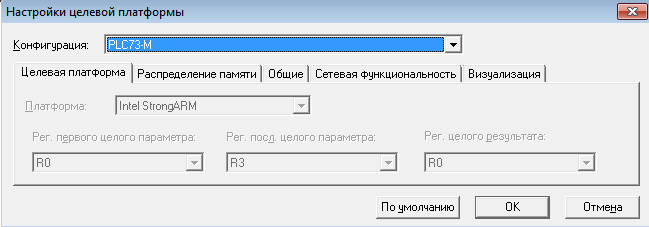 Настройки целевой платформы
Конфигурация: PLC73-M
Целевая платформа Распределение памяти Общие Сетевая функциональность Визуализация
Платформа: Intel StrongARM
Рег. первого целого параметра: Рег. посл. целого параметра: Рег. целого результата:
R0 R3 R0
По умолчанию OK Отмена